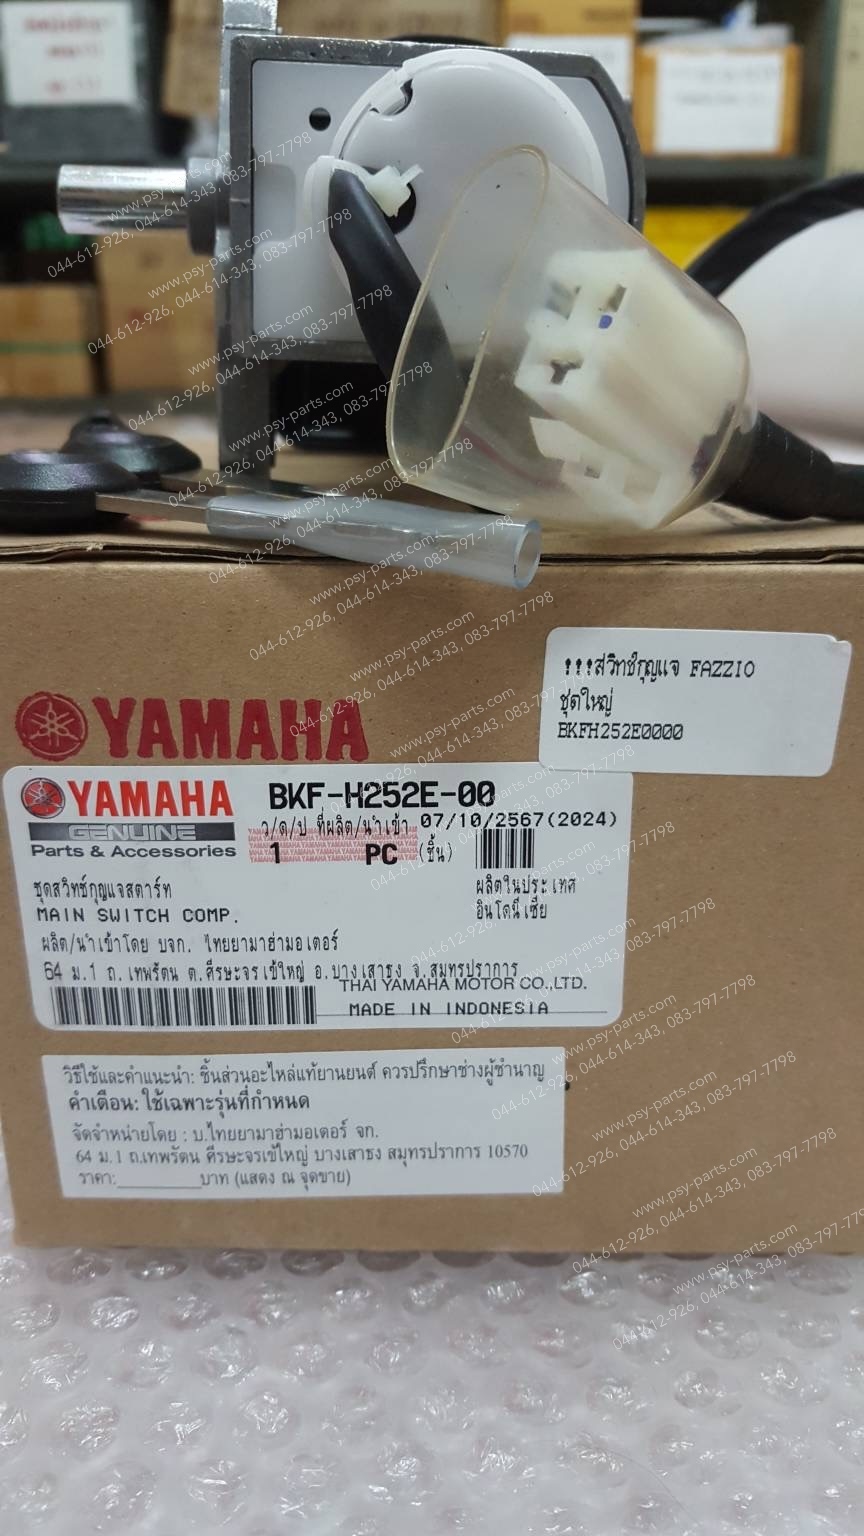 YAMAHA
!!!สวิทช์กุญแจ FAZZIO
ชุดใหญ่
BKFH252E0000
YAMAHA
GENUINE
Parts & Accessories
BKF-H252E-00
ว/ด/ป ที่ผลิต/นำเข้า 07/10/2567(2024)
1 PC (ชิ้น)
ชุดสวิทช์กุญแจสตาร์ท
MAIN SWITCH COMP.
ผลิตในประเทศ
อินโดนีเซีย
ผลิต/นำเข้าโดย บจก. ไทยยามาฮ่ามอเตอร์
64 ม.1 ถ.เทพรัตน ต.ศีรษะจรเข้ใหญ่ อ.บางเสาธง จ.สมุทรปราการ
THAI YAMAHA MOTOR CO.,LTD.
MADE IN INDONESIA
วิธีใช้และคำแนะนำ: ชิ้นส่วนอะไหล่แท้ยานยนต์ ควรปรึกษาช่างผู้ชำนาญ
คำเตือน: ใช้เฉพาะรุ่นที่กำหนด
จัดจำหน่ายโดย : บ.ไทยยามาฮ่ามอเตอร์ จก.
64 ม.1 ถ.เทพรัตน ศีรษะจรเข้ใหญ่ บางเสาธง สมุทรปราการ 10570
ราคา:__________บาท (แสดง ณ จุดขาย)
www.psy-parts.com
044-612-926, 044-614-343, 083-797-7798